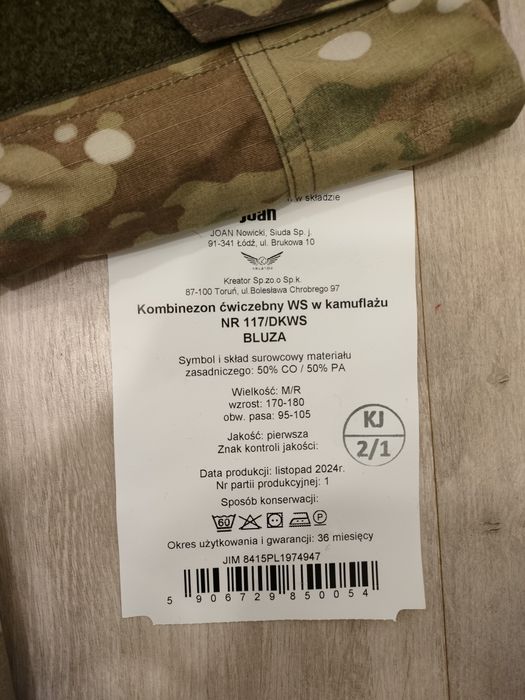 w składzie
Joan
JOAN Nowicki, Siuda Sp. j.
91-341 Łódź, ul. Brukowa 10
KREATOR
Kreator Sp.zo.o Sp.k.
87-100 Toruń, ul.Bolesława Chrobrego 97
Kombinezon ćwiczebny WS w kamuflażu
NR 117/DKWS
BLUZA
Symbol i skład surowcowy materiału
zasadniczego: 50% CO / 50% PA
Wielkość: M/R
wzrost: 170-180
obw. pasa: 95-105
Jakość: pierwsza
Znak kontroli jakości:
KJ
2/1
Data produkcji: listopad 2024r.
Nr partii produkcyjnej: 1
Sposób konserwacji:
60 P
Okres użytkowania i gwarancji: 36 miesięcy
JIM 8415PL1974947
5 906729 850054